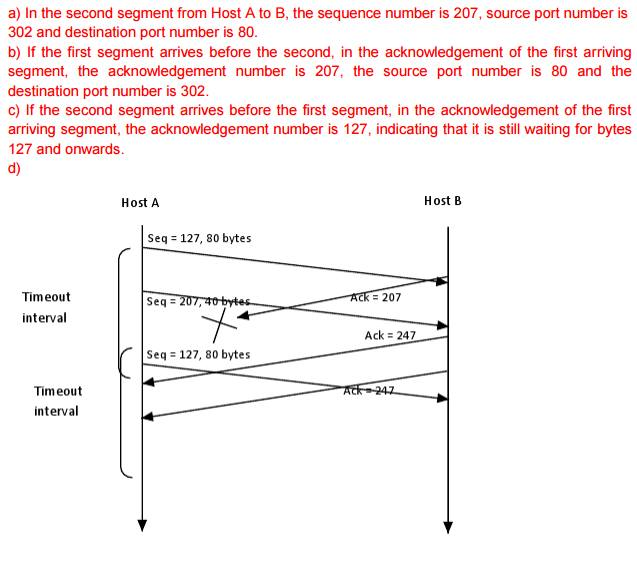 a) In the second segment from Host A to B, the sequence number is 207, source port number is
302 and destination port number is 80.
b) If the first segment arrives before the second, in the acknowledgement of the first arriving
segment, the acknowledgement number is 207, the source port number is 80 and the
destination port number is 302.
c) If the second segment arrives before the first segment, in the acknowledgement of the first
arriving segment, the acknowledgement number is 127, indicating that it is still waiting for bytes
127 and onwards.
d)
Host A
Host B
Seq = 127, 80 bytes
Timeout
interval
Seq = 207, 40 bytes
Ack = 207
Ack = 247
Seq = 127, 80 bytes
Timeout
interval
Ack = 247